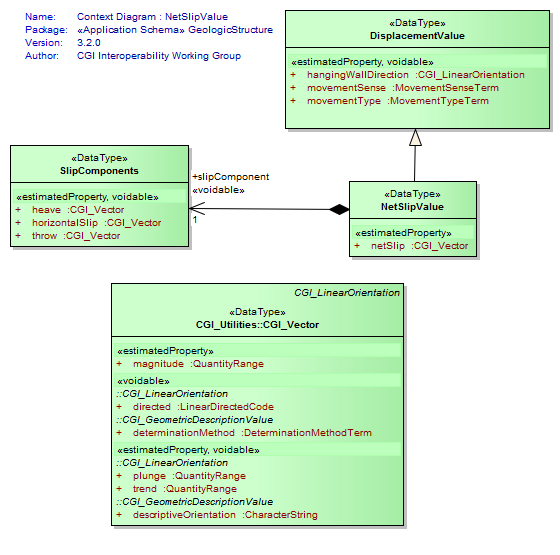 Name: Context Diagram : NetSlipValue
Package: «Application Schema» GeologicStructure
Version: 3.2.0
Author: CGI Interoperability Working Group
«DataType»
DisplacementValue
«estimatedProperty, voidable»
+ hangingWallDirection :CGI_LinearOrientation
+ movementSense :MovementSenseTerm
+ movementType :MovementTypeTerm
«DataType»
SlipComponents
«estimatedProperty, voidable»
+ heave :CGI_Vector
+ horizontalSlip :CGI_Vector
+ throw :CGI_Vector
+slipComponent
«voidable»
1
«DataType»
NetSlipValue
«estimatedProperty»
+ netSlip :CGI_Vector
CGI_LinearOrientation
«DataType»
CGI_Utilities::CGI_Vector
«estimatedProperty»
+ magnitude :QuantityRange
«voidable»
::CGI_LinearOrientation
+ directed :LinearDirectedCode
::CGI_GeometricDescriptionValue
+ determinationMethod :DeterminationMethodTerm
«estimatedProperty, voidable»
::CGI_LinearOrientation
+ plunge :QuantityRange
+ trend :QuantityRange
::CGI_GeometricDescriptionValue
+ descriptiveOrientation :CharacterString